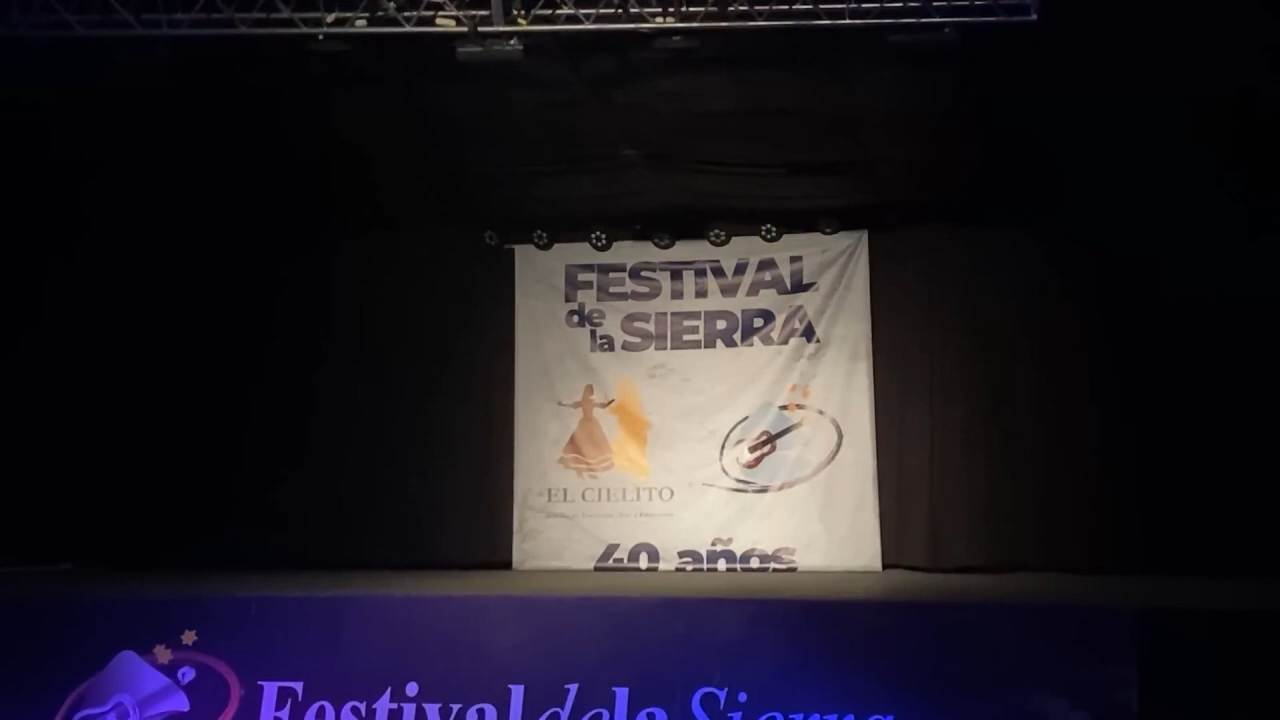 FESTIVAL
de la SIERRA
EL CIELITO
40 años
Festival de la Sierra